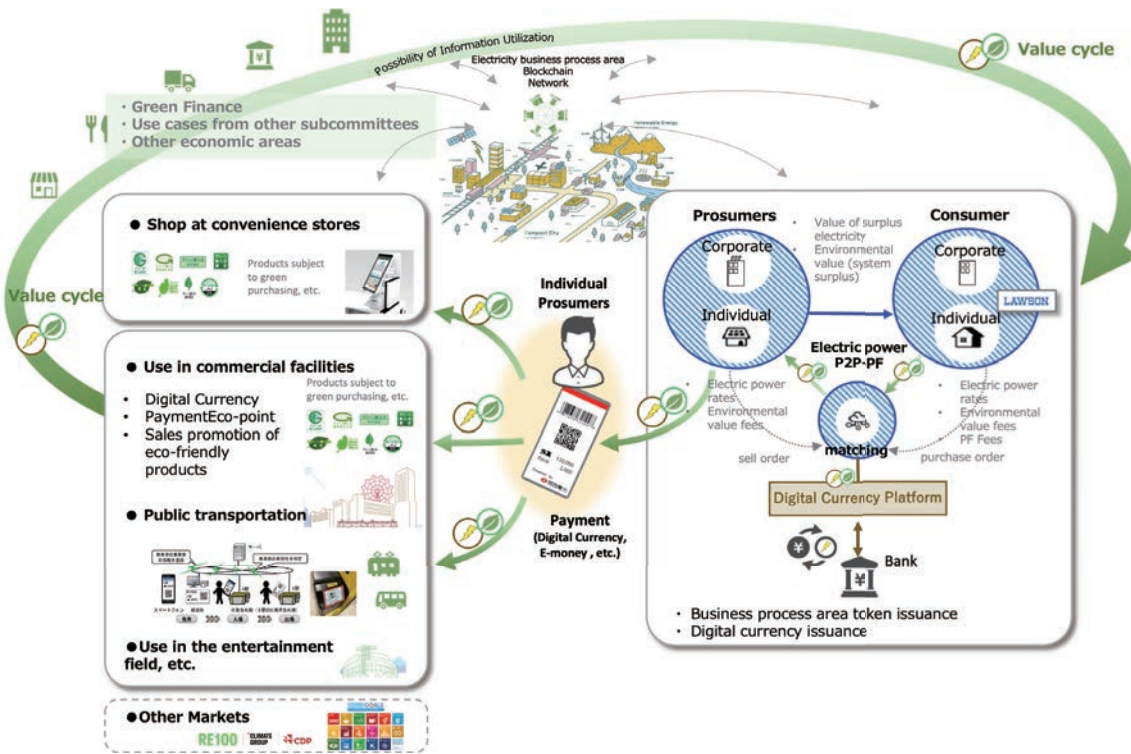 Possibility of Information Utilization
Value cycle
Electricity business process area
Blockchain
Network
・Green Finance
・Use cases from other subcommittees
・Other economic areas
● Shop at convenience stores
Products subject
to green
purchasing, etc.
Value cycle
Individual
Prosumers
● Use in commercial facilities
• Digital Currency
• PaymentEco-point
• Sales promotion of
eco-friendly
products
Products subject to
green purchasing, etc.
● Public transportation
●Use in the entertainment
field, etc.
●Other Markets
RE100
CLIMATE
GROUP
CDP
Payment
(Digital Currency,
E-money , etc.)
Prosumers
Consumer
• Value of surplus
electricity
• Environmental
value (system
surplus)
Corporate
Corporate
LAWSON
Individual
Individual
Electric power
P2P-PF
• Electric power
rates
• Environmental
value fees
• Electric power
rates
• Environmental
value fees
PF Fees
matching
sell order
purchase order
Digital Currency Platform
¥
Bank
¥
・Business process area token issuance
・Digital currency issuance